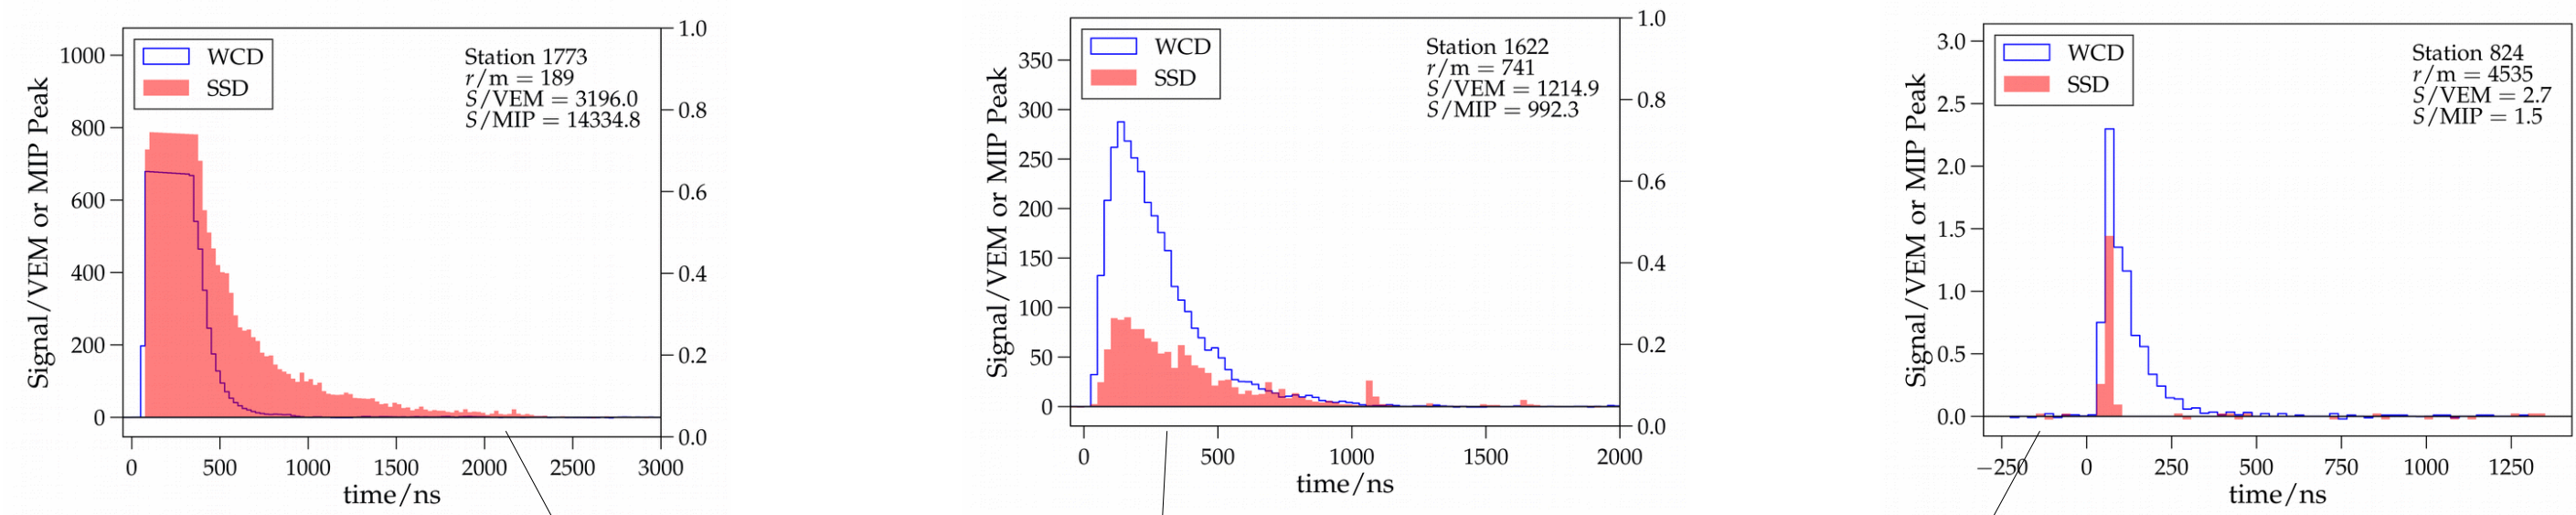 Signal/VEM or MIP Peak
WCD
SSD
Station 1773
r/m = 189
S/VEM = 3196.0
S/MIP = 14334.8
1000
800
600
400
200
0
1.0
0.8
0.6
0.4
0.2
0.0
0 500 1000 1500 2000 2500 3000
time/ns
Signal/VEM or MIP Peak
WCD
SSD
Station 1622
r/m = 741
S/VEM = 1214.9
S/MIP = 992.3
350
300
250
200
150
100
50
0
1.0
0.8
0.6
0.4
0.2
0.0
0 500 1000 1500 2000
time/ns
Signal/VEM or MIP Peak
WCD
SSD
Station 824
r/m = 4535
S/VEM = 2.7
S/MIP = 1.5
3.0
2.5
2.0
1.5
1.0
0.5
0.0
−250 0 250 500 750 1000 1250
time/ns